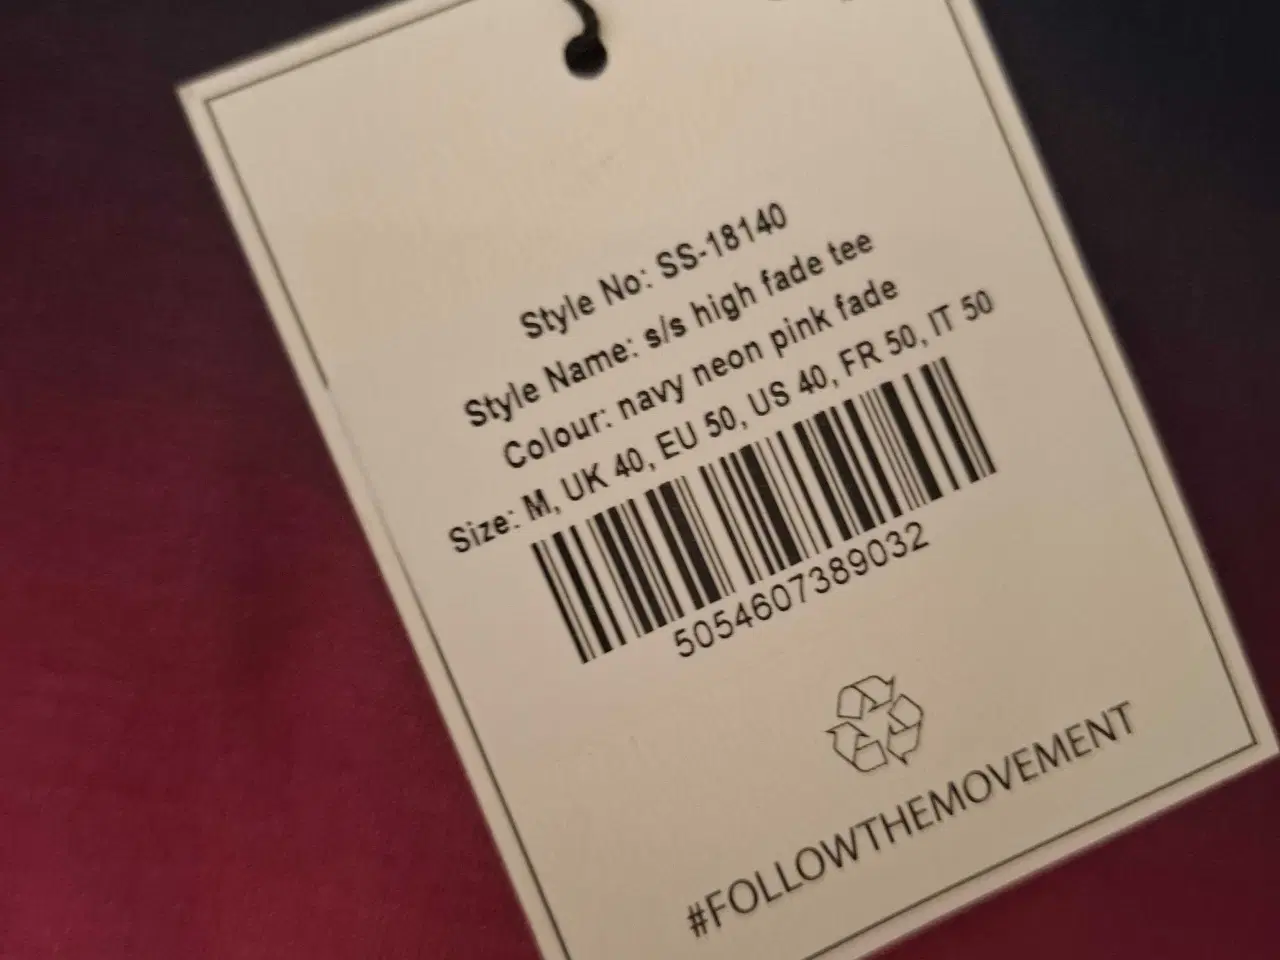 Style No: SS-18140
Style Name: s/s high fade tee
Colour: navy neon pink fade
Size: M, UK 40, EU 50, US 40, FR 50, IT 50
5054607389032
#FOLLOWTHEMOVEMENT